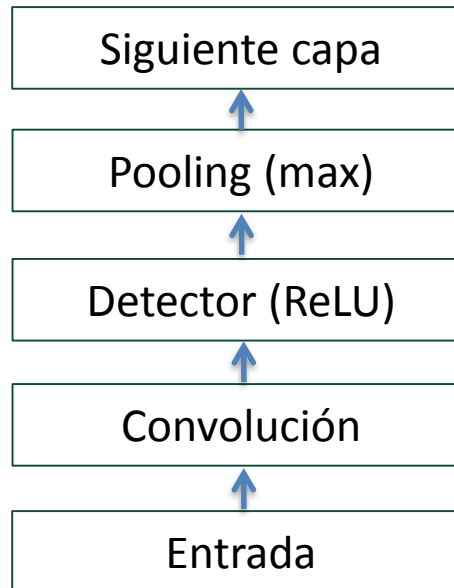 Siguiente capa
Pooling (max)
Detector (ReLU)
Convolución
Entrada